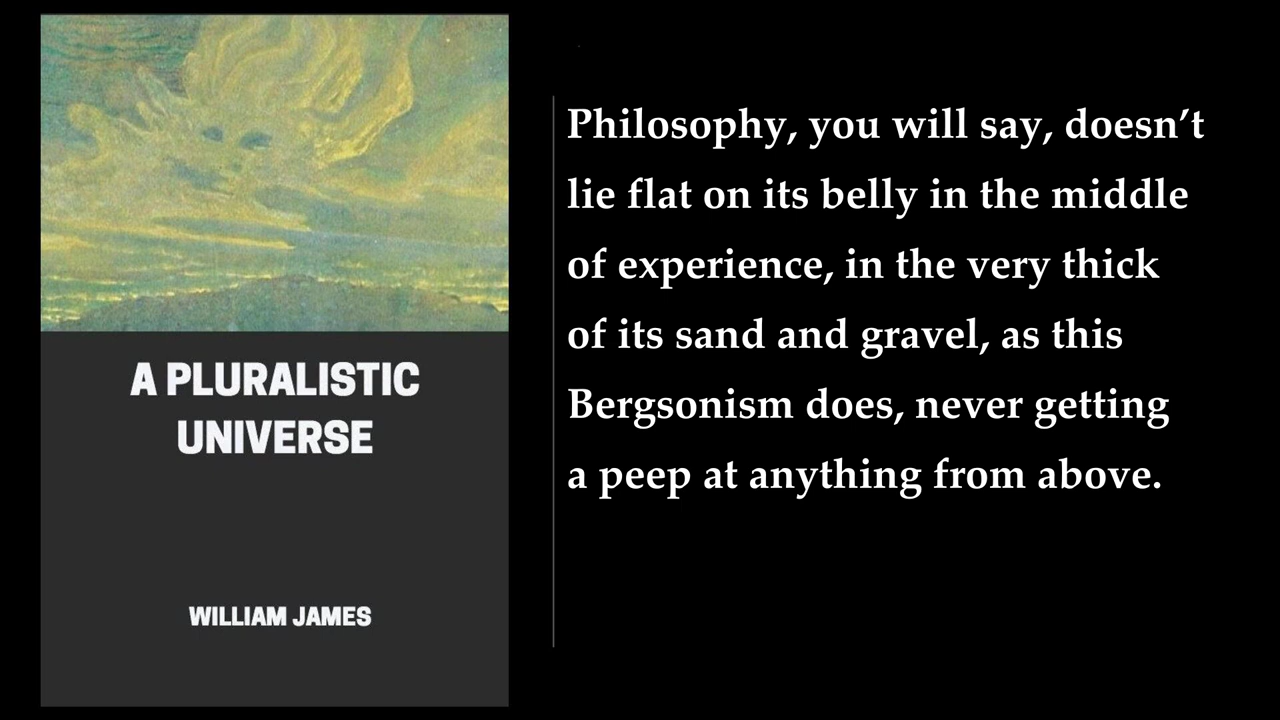 A PLURALISTIC
UNIVERSE
WILLIAM JAMES
Philosophy, you will say, doesn’t
lie flat on its belly in the middle
of experience, in the very thick
of its sand and gravel, as this
Bergsonism does, never getting
a peep at anything from above.